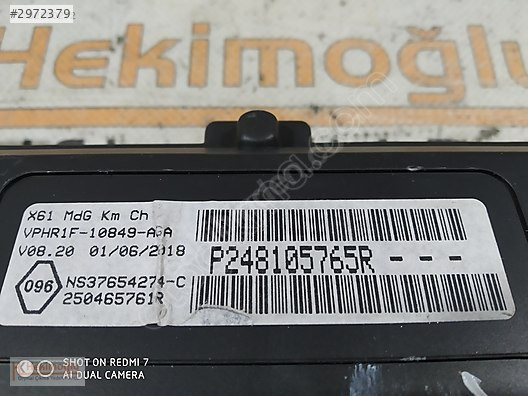 #2972379
Hekimoğlu
X61 MdG Km Ch
VPHR1F-10849-AGA
V08.20 01/06/2018
096
NS37654274-C
250465761R
P248105765R - - -
SHOT ON REDMI 7
AI DUAL CAMERA